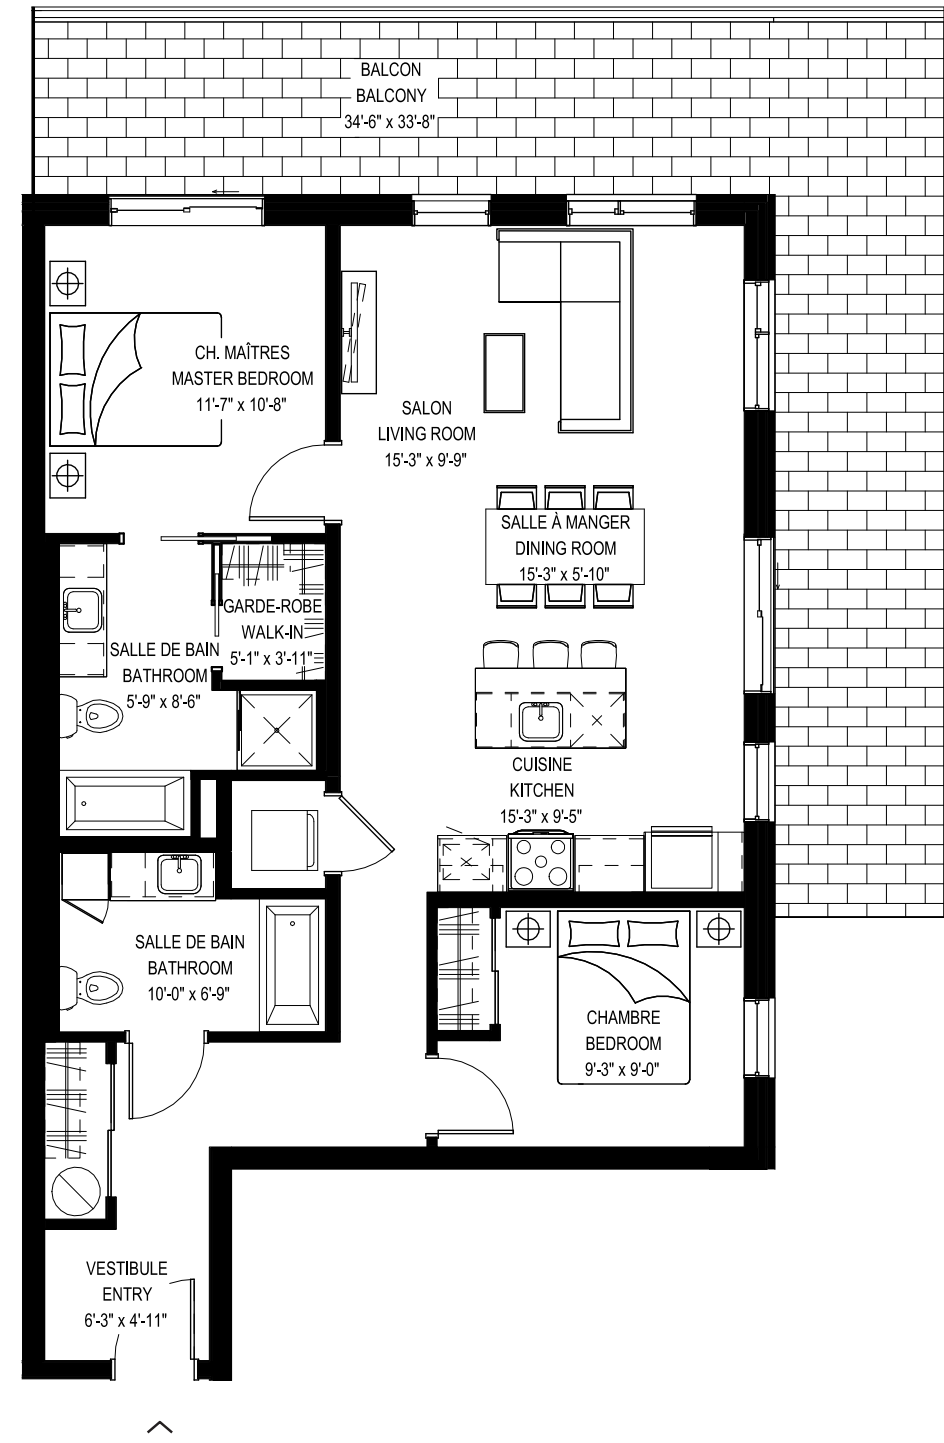 BALCON
BALCONY
34'-6" x 33'-8"
CH. MAÎTRES
MASTER BEDROOM
11'-7" x 10'-8"
SALON
LIVING ROOM
15'-3" x 9'-9"
SALLE À MANGER
DINING ROOM
15'-3" x 5'-10"
GARDE-ROBE
WALK-IN
5'-1" x 3'-11"
SALLE DE BAIN
BATHROOM
5'-9" x 8'-6"
CUISINE
KITCHEN
15'-3" x 9'-5"
SALLE DE BAIN
BATHROOM
10'-0" x 6'-9"
CHAMBRE
BEDROOM
9'-3" x 9'-0"
VESTIBULE
ENTRY
6'-3" x 4'-11"